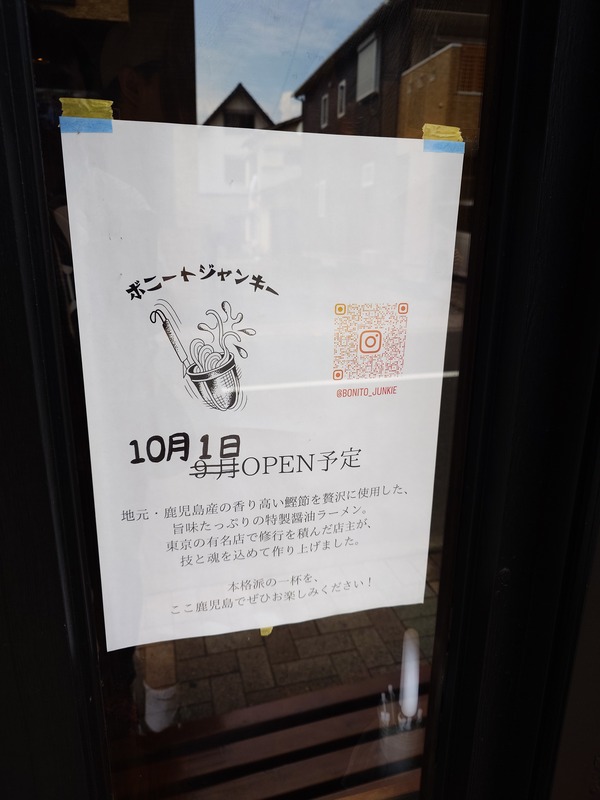 ボニートジャンキー
@BONITO_JUNKIE
10月1日
9月OPEN予定
地元・鹿児島産の香り高い鰹節を贅沢に使用した、
旨味たっぷりの特製醤油ラーメン。
東京の有名店で修行を積んだ店主が、
技と魂を込めて作り上げました。
本格派の一杯を、
ここ鹿児島でぜひお楽しみください！